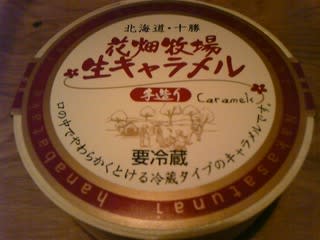 北海道・十勝
花畑牧場
生キャラメル
手造り
Caramel
要冷蔵
口の中でやわらかくとける冷蔵タイプのキャラメルです。
hanabatake
Nakasatunai